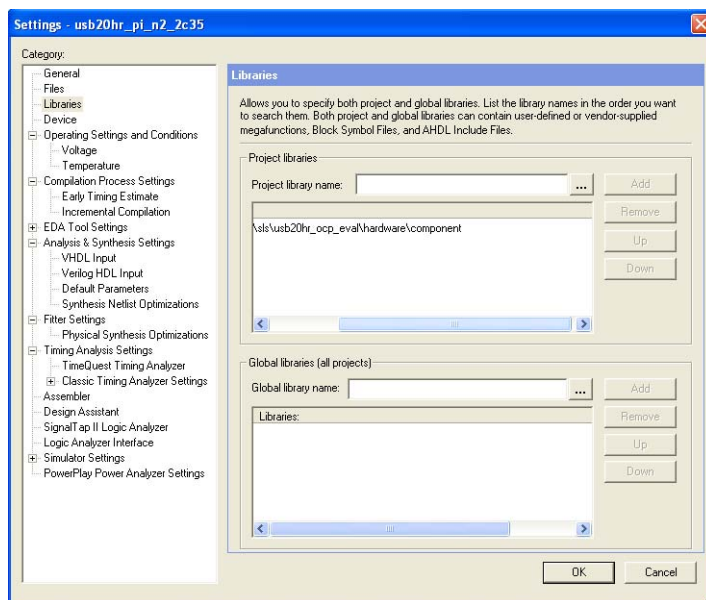 Settings - usb20hr_pi_n2_2c35
Category:
General
Files
Libraries
Device
Operating Settings and Conditions
Voltage
Temperature
Compilation Process Settings
Early Timing Estimate
Incremental Compilation
EDA Tool Settings
Analysis & Synthesis Settings
VHDL Input
Verilog HDL Input
Default Parameters
Synthesis Netlist Optimizations
Fitter Settings
Physical Synthesis Optimizations
Timing Analysis Settings
TimeQuest Timing Analyzer
Classic Timing Analyzer Settings
Assembler
Design Assistant
SignalTap II Logic Analyzer
Logic Analyzer Interface
Simulator Settings
PowerPlay Power Analyzer Settings
Libraries
Allows you to specify both project and global libraries. List the library names in the order you want
to search them. Both project and global libraries can contain user-defined or vendor-supplied
megafunctions, Block Symbol Files, and AHDL Include Files.
Project libraries
Project library name: ... Add
Remove
\sls\usb20hr_ocp_eval\hardware\component
Up
Down
Global libraries (all projects)
Global library name: ... Add
Libraries: Remove
Up
Down
OK Cancel